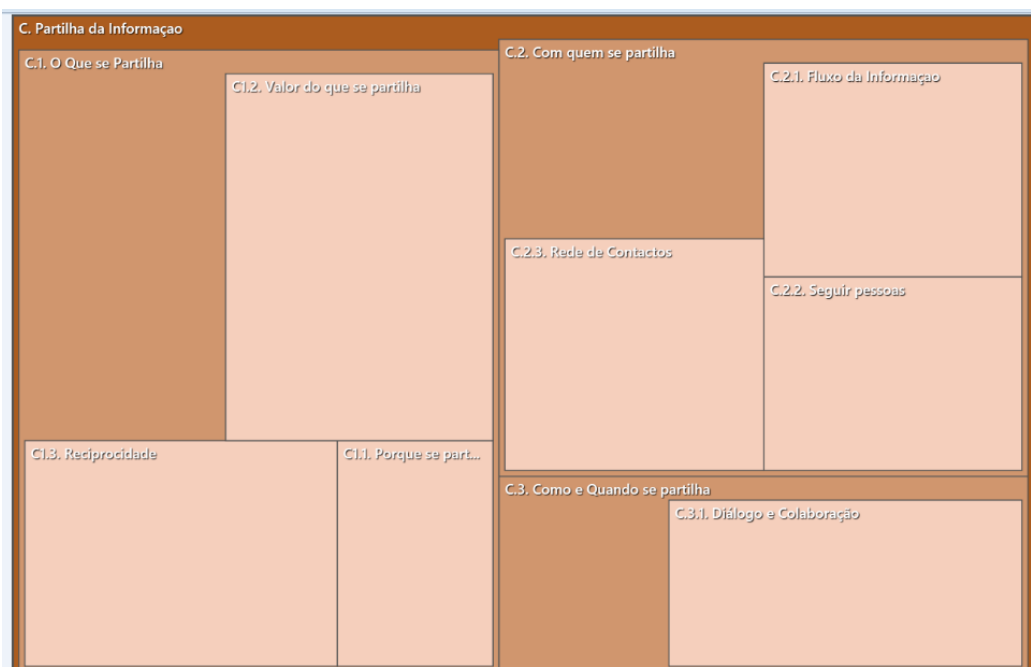 C. Partilha da Informaçao
C.1. O Que se Partilha
C1.2. Valor do que se partilha
C1.3. Reciprocidade
C1.1. Porque se part...
C.2. Com quem se partilha
C.2.1. Fluxo da Informaçao
C.2.3. Rede de Contactos
C.2.2. Seguir pessoas
C.3. Como e Quando se partilha
C.3.1. Diálogo e Colaboração